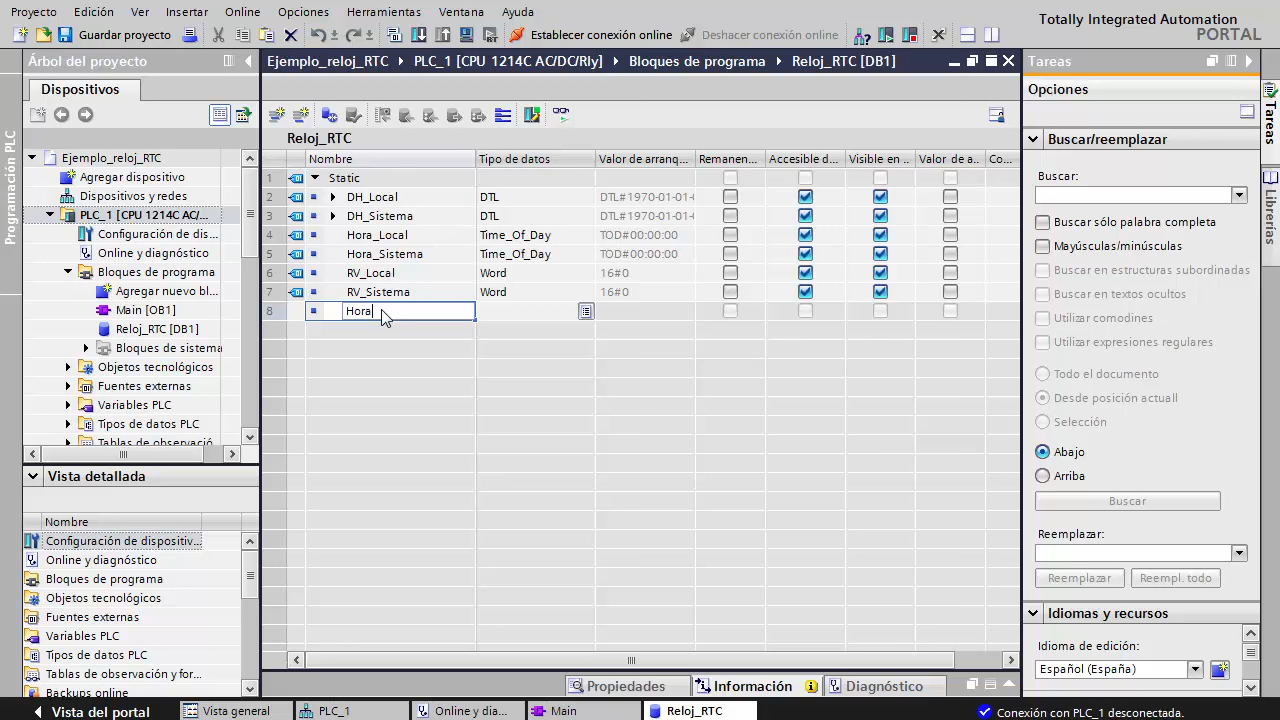 Proyecto Edición Ver Insertar Online Opciones Herramientas Ventana Ayuda
Totally Integrated Automation
PORTAL
Guardar proyecto Establecer conexión online Deshacer conexión online
Árbol del proyecto
Ejemplo_reloj_RTC PLC_1 [CPU 1214C AC/DC/Rly] Bloques de programa Reloj_RTC [DB1]
Tareas
Dispositivos
Opciones
Programación PLC
Reloj_RTC
Buscar/reemplazar
Tareas
Librerías
Nombre Tipo de datos Valor de arranq... Remanen... Accesible d... Visible en ... Valor de a... Co...
1 Static
2 DH_Local DTL DTL#1970-01-01-
3 DH_Sistema DTL DTL#1970-01-01-
4 Hora_Local Time_Of_Day TOD#00:00:00
5 Hora_Sistema Time_Of_Day TOD#00:00:00
6 RV_Local Word 16#0
7 RV_Sistema Word 16#0
8 Hora
Ejemplo_reloj_RTC
Agregar dispositivo
Dispositivos y redes
PLC_1 [CPU 1214C AC/...
Configuración de dis...
Online y diagnóstico
Bloques de programa
Agregar nuevo bl...
Main [OB1]
Reloj_RTC [DB1]
Bloques de sistema
Objetos tecnológicos
Fuentes externas
Variables PLC
Tipos de datos PLC
Tablas de observació
Vista detallada
Nombre
Configuración de dispositiv...
Online y diagnóstico
Bloques de programa
Objetos tecnológicos
Fuentes externas
Variables PLC
Tipos de datos PLC
Tablas de observación y for...
Backups online
Buscar:
Buscar sólo palabra completa
Mayúsculas/minúsculas
Buscar en estructuras subordinadas
Buscar en textos ocultos
Utilizar comodines
Utilizar expresiones regulares
Todo el documento
Desde posición actuall
Selección
Abajo
Arriba
Buscar
Reemplazar:
Reemplazar Reempl. todo
Idiomas y recursos
Idioma de edición:
Español (España)
Propiedades Información Diagnóstico
Vista del portal Vista general PLC_1 Online y dia... Main Reloj_RTC Conexión con PLC_1 desconectada.